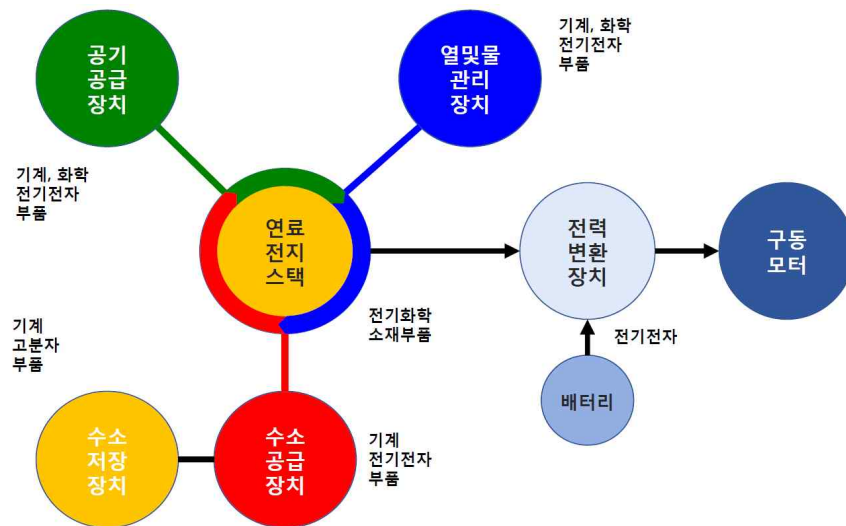 공기
공급
장치
열및물
관리
장치
기계, 화학
전기전자
부품
기계, 화학
전기전자
부품
연료
전지
스택
전력
변환
장치
구동
모터
전기화학
소재부품
기계
고분자
부품
전기전자
배터리
수소
저장
장치
수소
공급
장치
기계
전기전자
부품